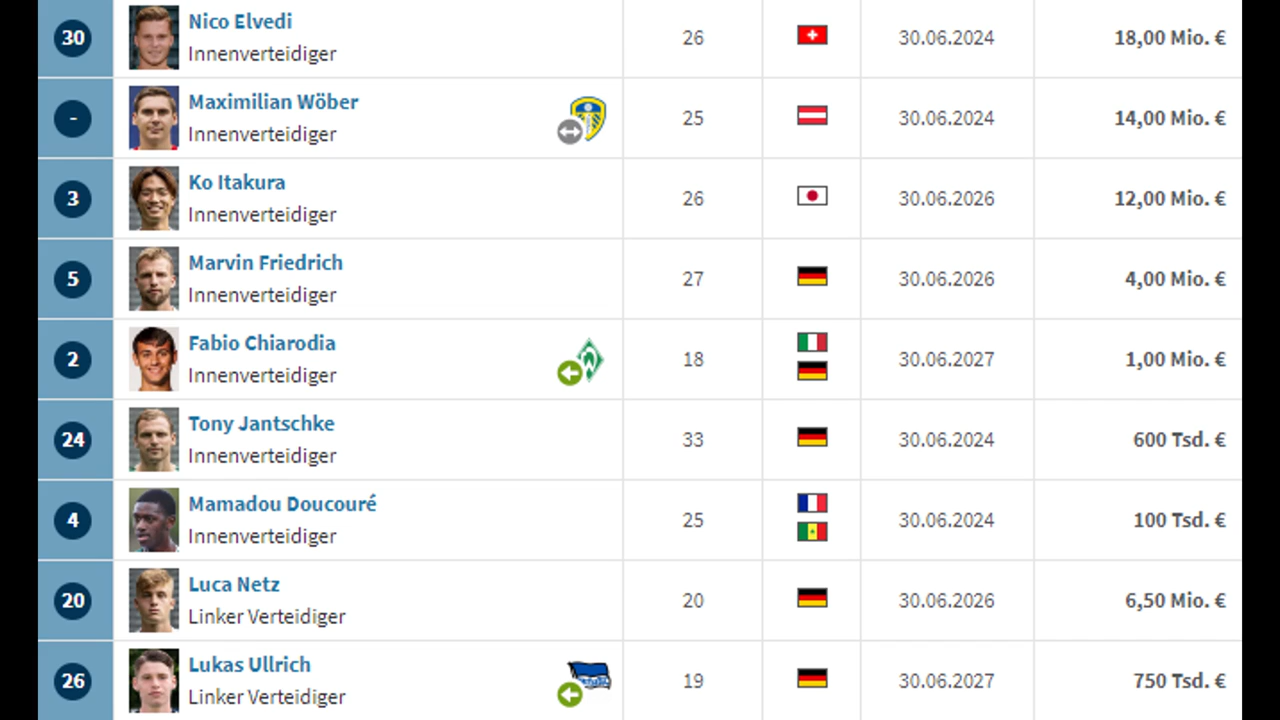 30 Nico Elvedi
Innenverteidiger 26 30.06.2024 18,00 Mio. €
- Maximilian Wöber
Innenverteidiger 25 30.06.2024 14,00 Mio. €
3 Ko Itakura
Innenverteidiger 26 30.06.2026 12,00 Mio. €
5 Marvin Friedrich
Innenverteidiger 27 30.06.2026 4,00 Mio. €
2 Fabio Chiarodia
Innenverteidiger 18 30.06.2027 1,00 Mio. €
24 Tony Jantschke
Innenverteidiger 33 30.06.2024 600 Tsd. €
4 Mamadou Doucouré
Innenverteidiger 25 30.06.2024 100 Tsd. €
20 Luca Netz
Linker Verteidiger 20 30.06.2026 6,50 Mio. €
26 Lukas Ullrich
Linker Verteidiger 19 30.06.2027 750 Tsd. €